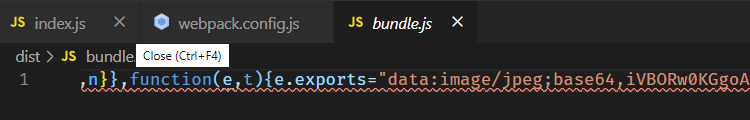 JS index.js webpack.config.js JS bundle.js
dist > JS bundle. Close (Ctrl+F4)
1 ,n}},function(e,t){e.exports="data:image/jpeg;base64,iVBORw0KGgoA